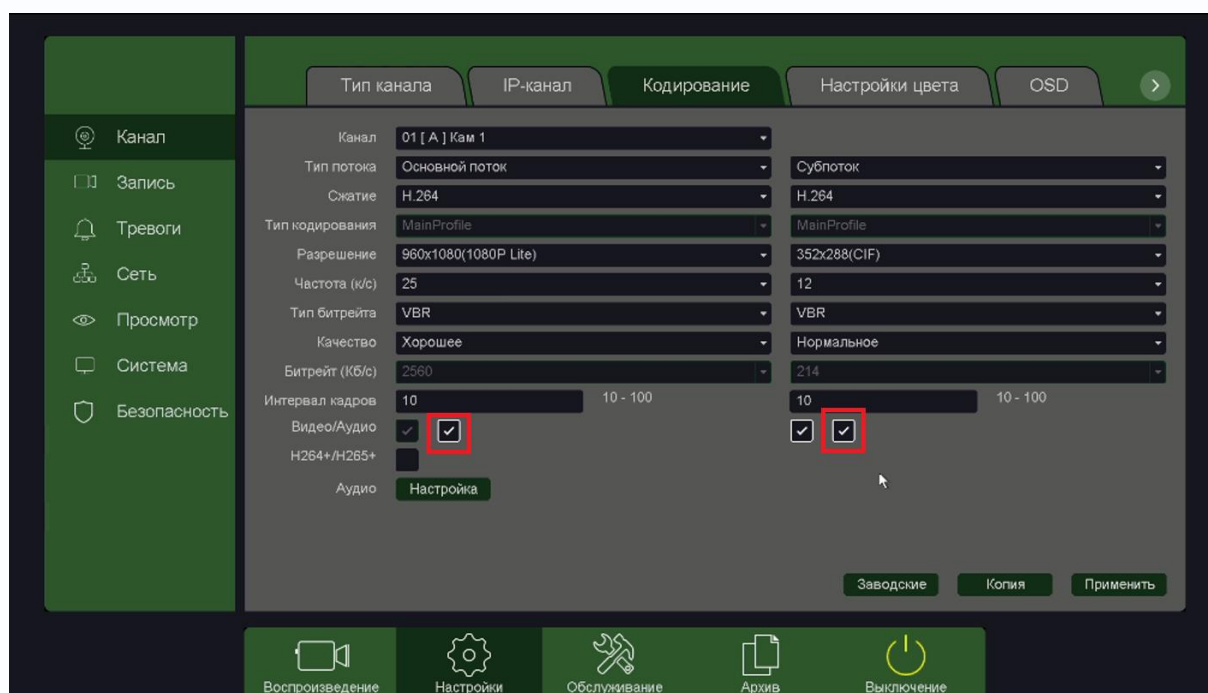 Тип канала IP-канал Кодирование Настройки цвета OSD >
Канал
Запись
Тревоги
Сеть
Просмотр
Система
Безопасность
Канал 01 [ A ] Кам 1
Тип потока Основной поток Субпоток
Сжатие H.264 H.264
Тип кодирования MainProfile MainProfile
Разрешение 960x1080(1080P Lite) 352x288(CIF)
Частота (к/с) 25 12
Тип битрейта VBR VBR
Качество Хорошее Нормальное
Битрейт (Кб/с) 2560 214
Интервал кадров 10 10 - 100 10 10 - 100
Видео/Аудио
H264+/H265+
Аудио Настройка
Заводские Копия Применить
Воспроизведение Настройки Обслуживание Архив Выключение